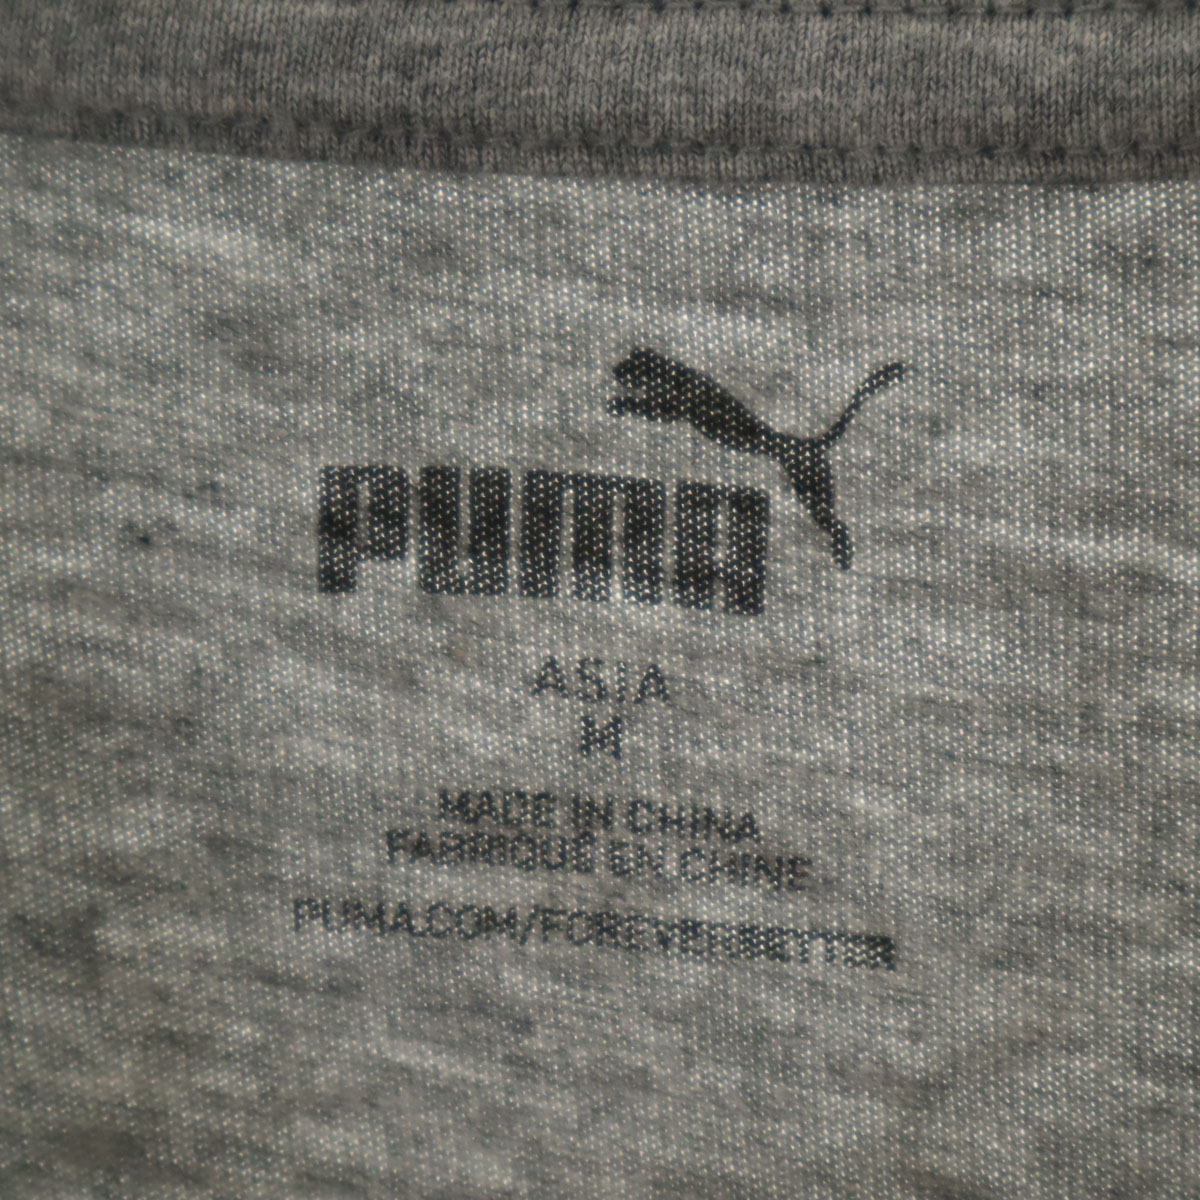 PUMA
ASIA
M
MADE IN CHINA
FABRIQUÉ EN CHINE
PUMA.COM/FOREVERBETTER